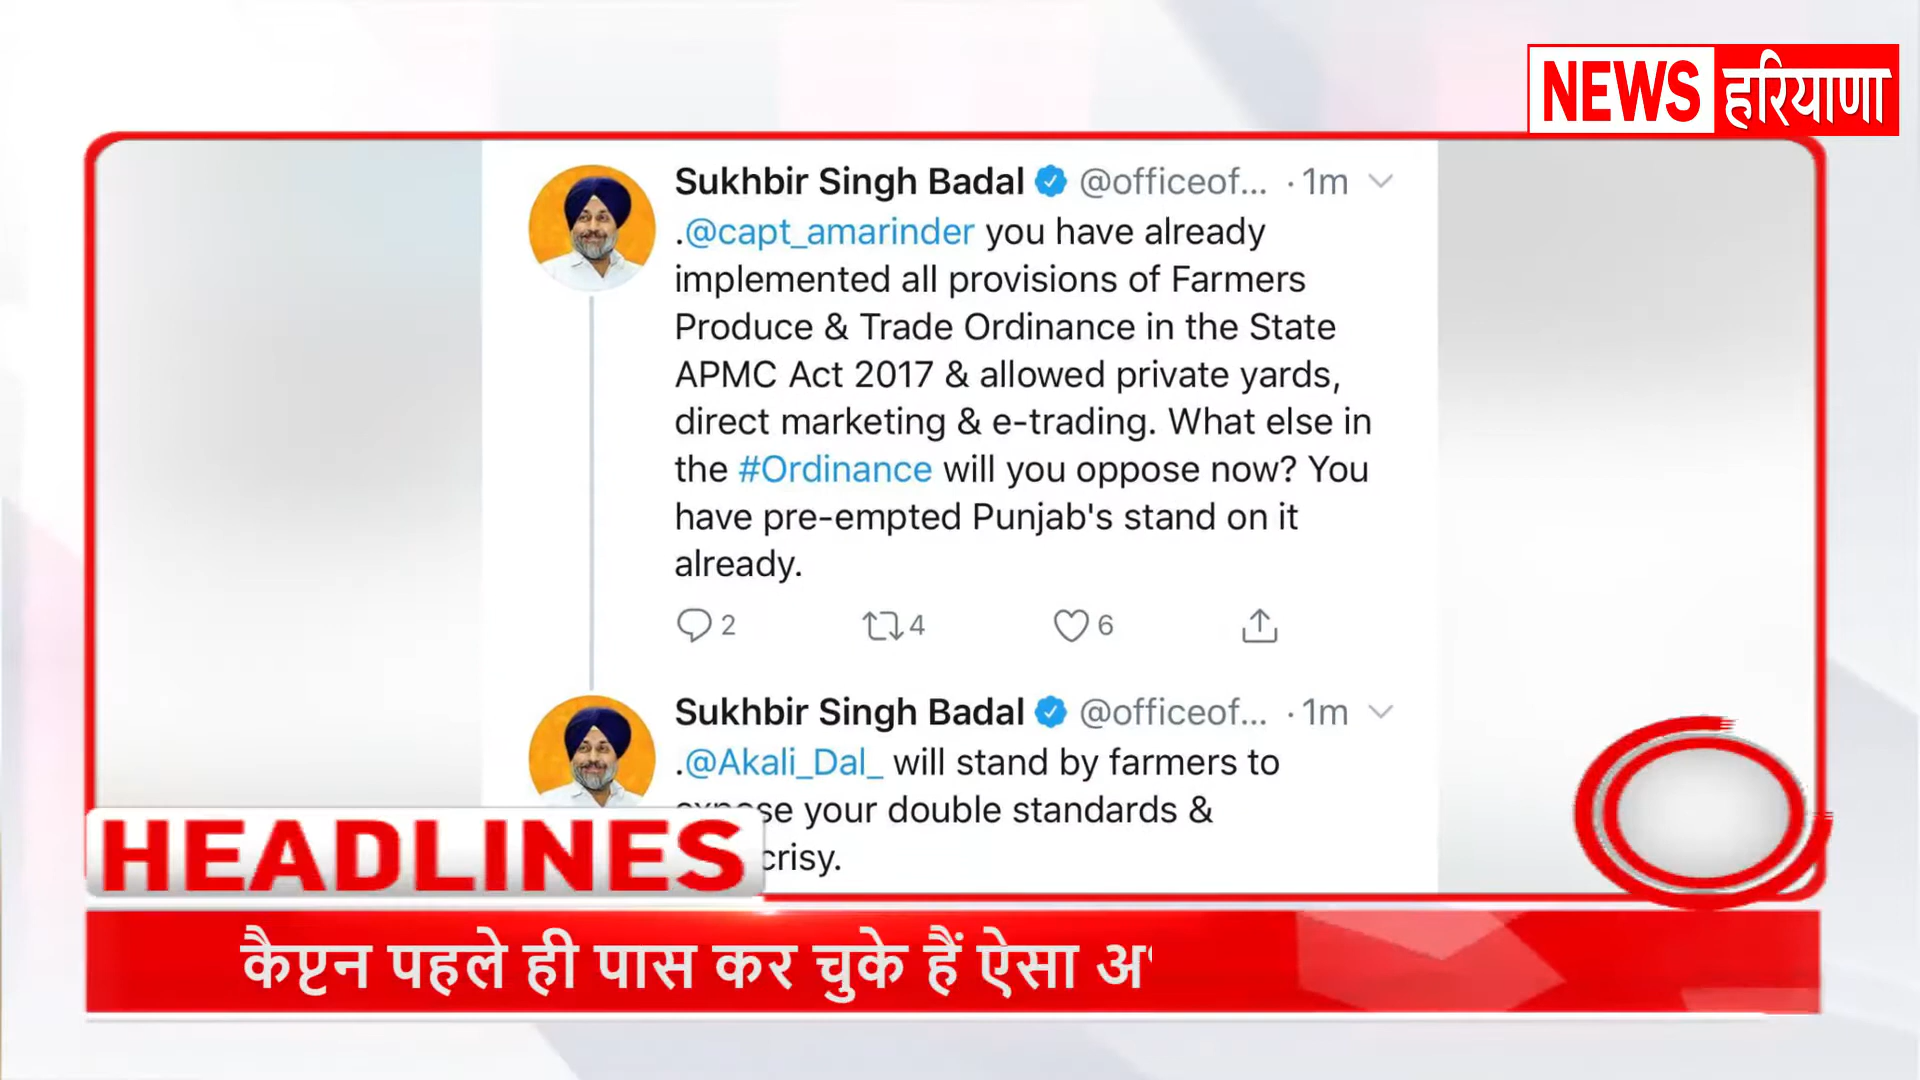 NEWS हरियाणा
Sukhbir Singh Badal @officeof... · 1m
.@capt_amarinder you have already
implemented all provisions of Farmers
Produce & Trade Ordinance in the State
APMC Act 2017 & allowed private yards,
direct marketing & e-trading. What else in
the #Ordinance will you oppose now? You
have pre-empted Punjab's stand on it
already.
2 4 6
Sukhbir Singh Badal @officeof... · 1m
.@Akali_Dal_ will stand by farmers to
your double standards &
HEADLINES
कैप्टन पहले ही पास कर चुके हैं ऐसा